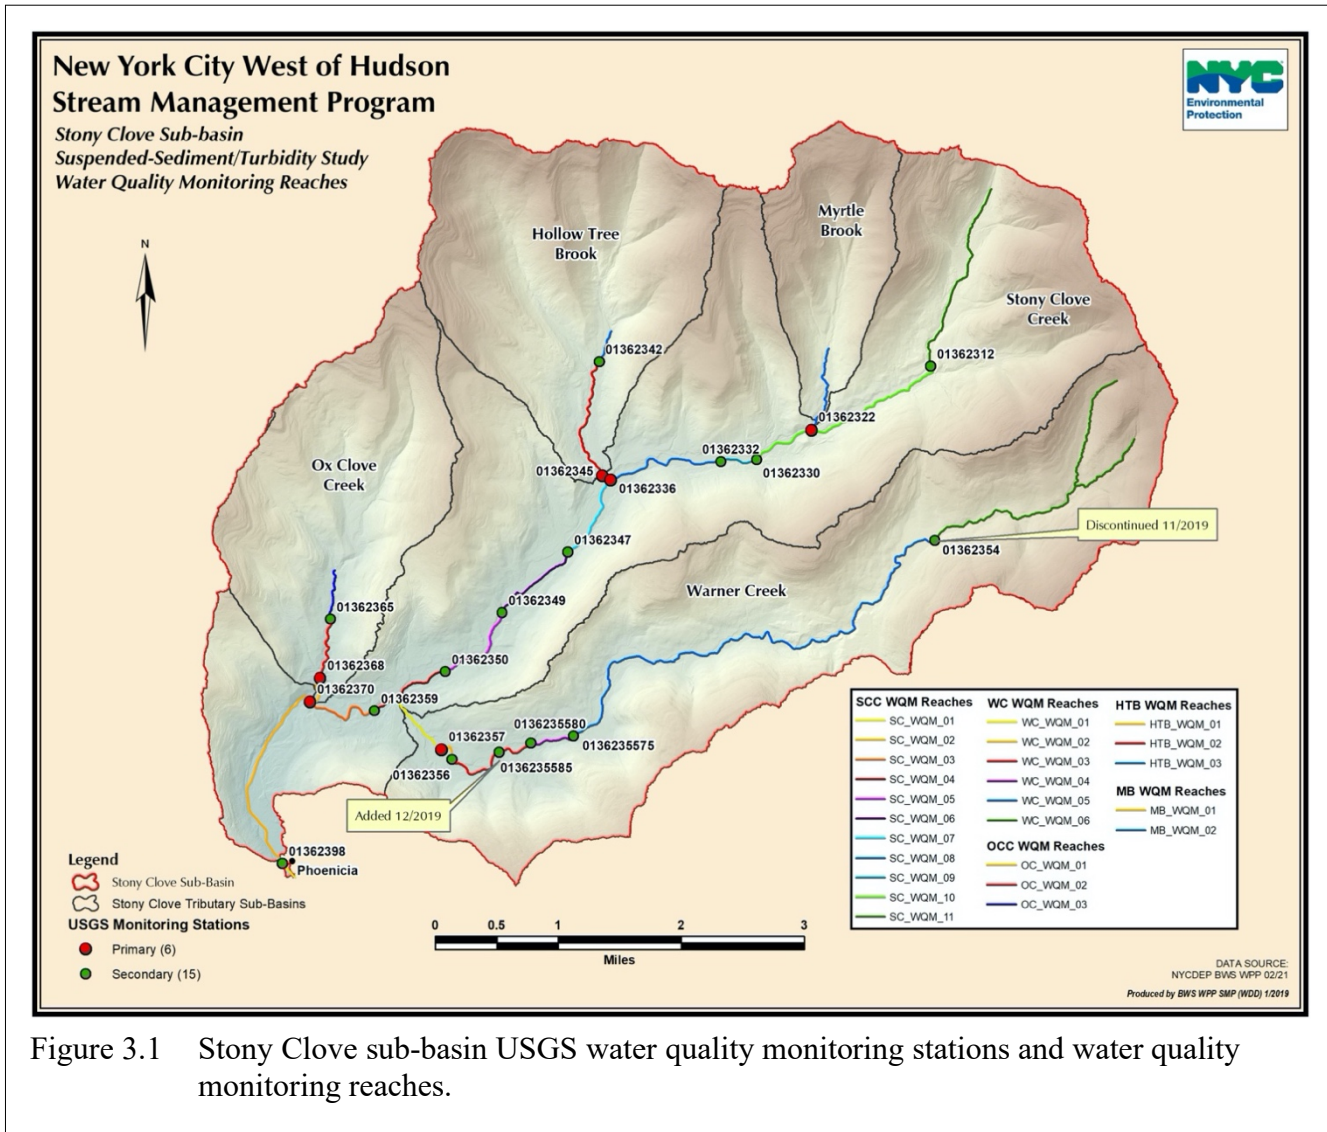 New York City West of Hudson
Stream Management Program
Stony Clove Sub-basin
Suspended-Sediment/Turbidity Study
Water Quality Monitoring Reaches
NYC
Environmental
Protection
N
Hollow Tree
Brook
Myrtle
Brook
Stony Clove
Creek
01362342
01362312
01362322
01362332
01362330
Ox Clove
Creek
01362345
01362336
Discontinued 11/2019
01362347
01362354
Warner Creek
01362349
01362365
01362350
01362368
01362370
01362359
0136235580
01362357
0136235575
01362356
0136235585
Added 12/2019
01362398
Phoenicia
Legend
Stony Clove Sub-Basin
Stony Clove Tributary Sub-Basins
USGS Monitoring Stations
Primary (6)
Secondary (15)
0 0.5 1 2 3
Miles
SCC WQM Reaches
SC_WQM_01
SC_WQM_02
SC_WQM_03
SC_WQM_04
SC_WQM_05
SC_WQM_06
SC_WQM_07
SC_WQM_08
SC_WQM_09
SC_WQM_10
SC_WQM_11
WC WQM Reaches
WC_WQM_01
WC_WQM_02
WC_WQM_03
WC_WQM_04
WC_WQM_05
WC_WQM_06
OCC WQM Reaches
OC_WQM_01
OC_WQM_02
OC_WQM_03
HTB WQM Reaches
HTB_WQM_01
HTB_WQM_02
HTB_WQM_03
MB WQM Reaches
MB_WQM_01
MB_WQM_02
DATA SOURCE:
NYCDEP BWS WPP 02/21
Produced by BWS WPP SMP (WDD) 1/2019
Figure 3.1 Stony Clove sub-basin USGS water quality monitoring stations and water quality
monitoring reaches.